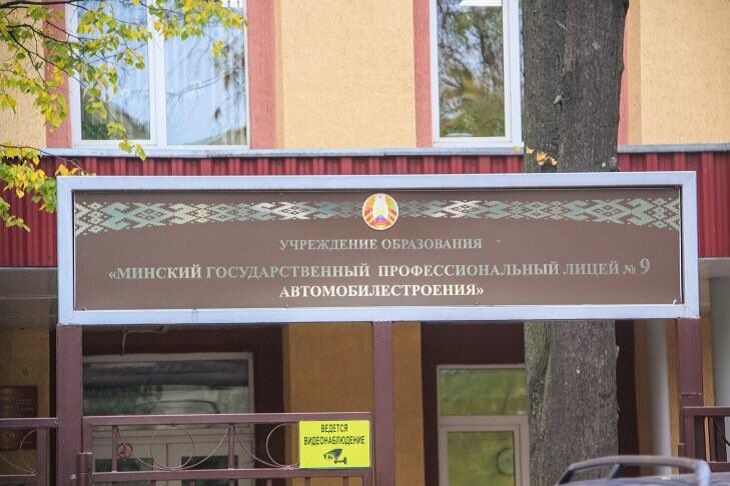 УЧРЕЖДЕНИЕ ОБРАЗОВАНИЯ
«МИНСКИЙ ГОСУДАРСТВЕННЫЙ ПРОФЕССИОНАЛЬНЫЙ ЛИЦЕЙ № 9
АВТОМОБИЛЕСТРОЕНИЯ»
ВЕДЕТСЯ
ВИДЕОНАБЛЮДЕНИЕ